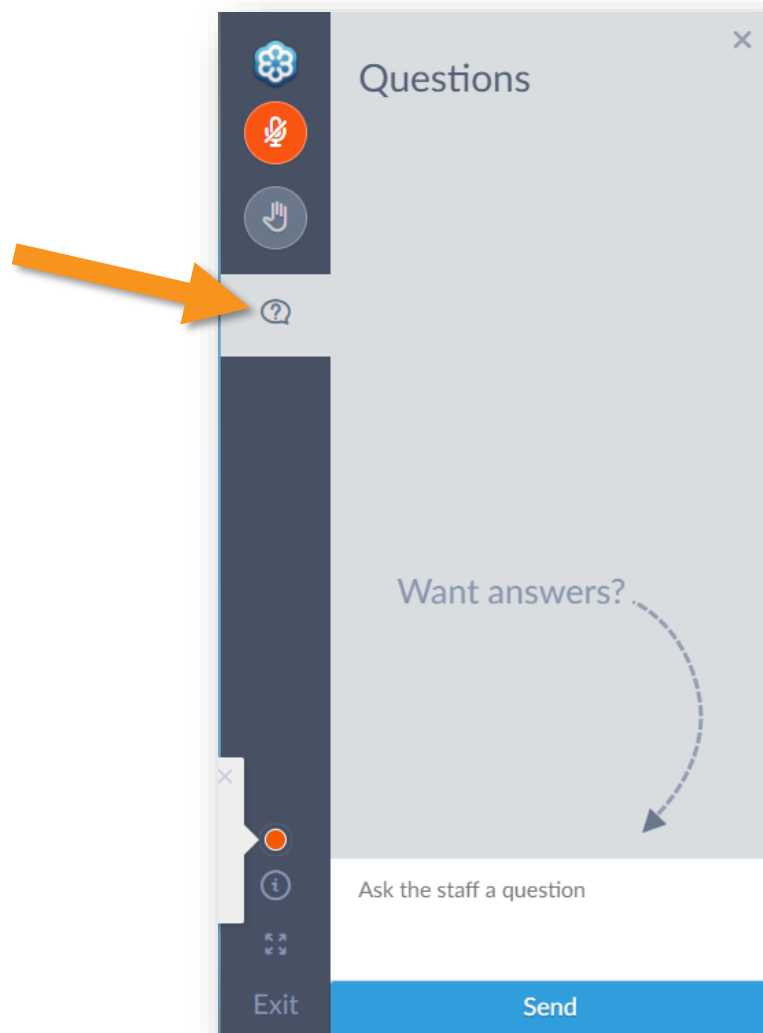 Questions
Want answers?
Ask the staff a question
Exit
Send